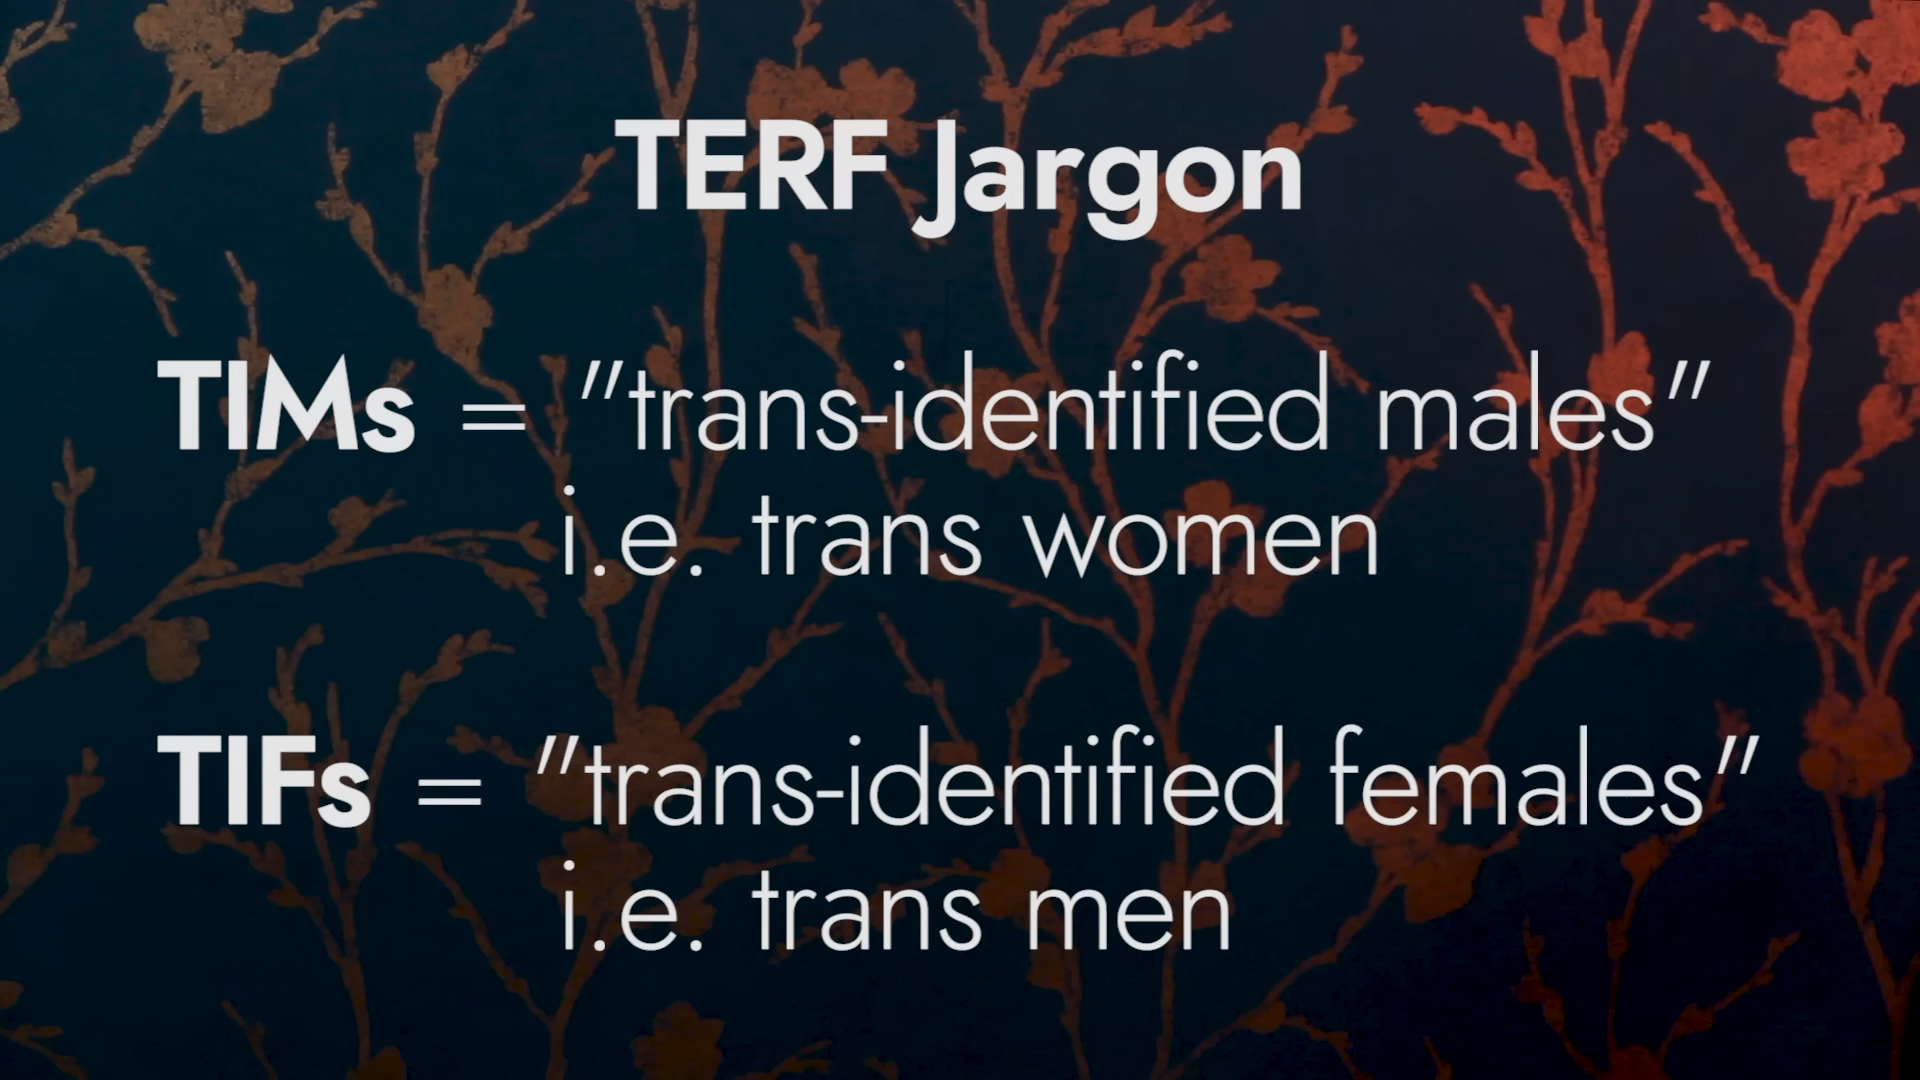 TERF Jargon
TIMs = "trans-identified males"
i.e. trans women
TIFs = "trans-identified females"
i.e. trans men